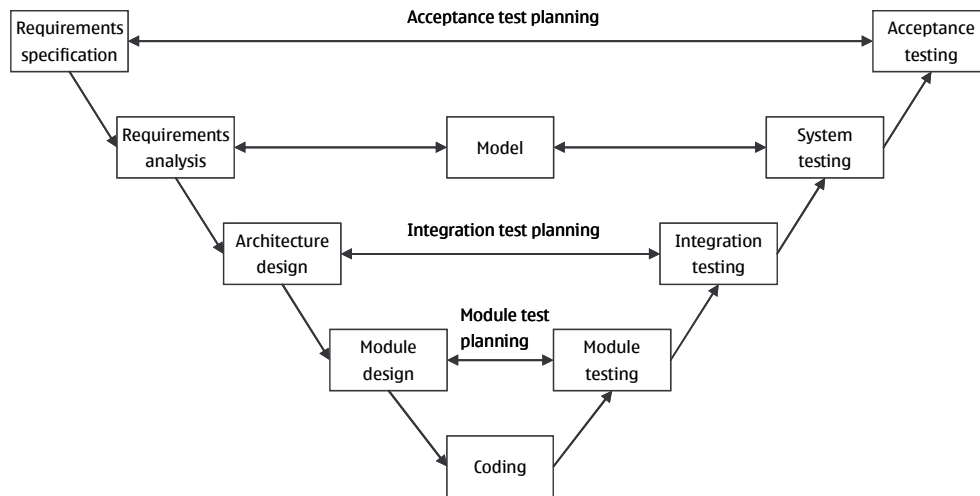 Acceptance test planning
Requirements
specification
Acceptance
testing
Requirements
analysis
Model
System
testing
Integration test planning
Architecture
design
Integration
testing
Module test
planning
Module
design
Module
testing
Coding